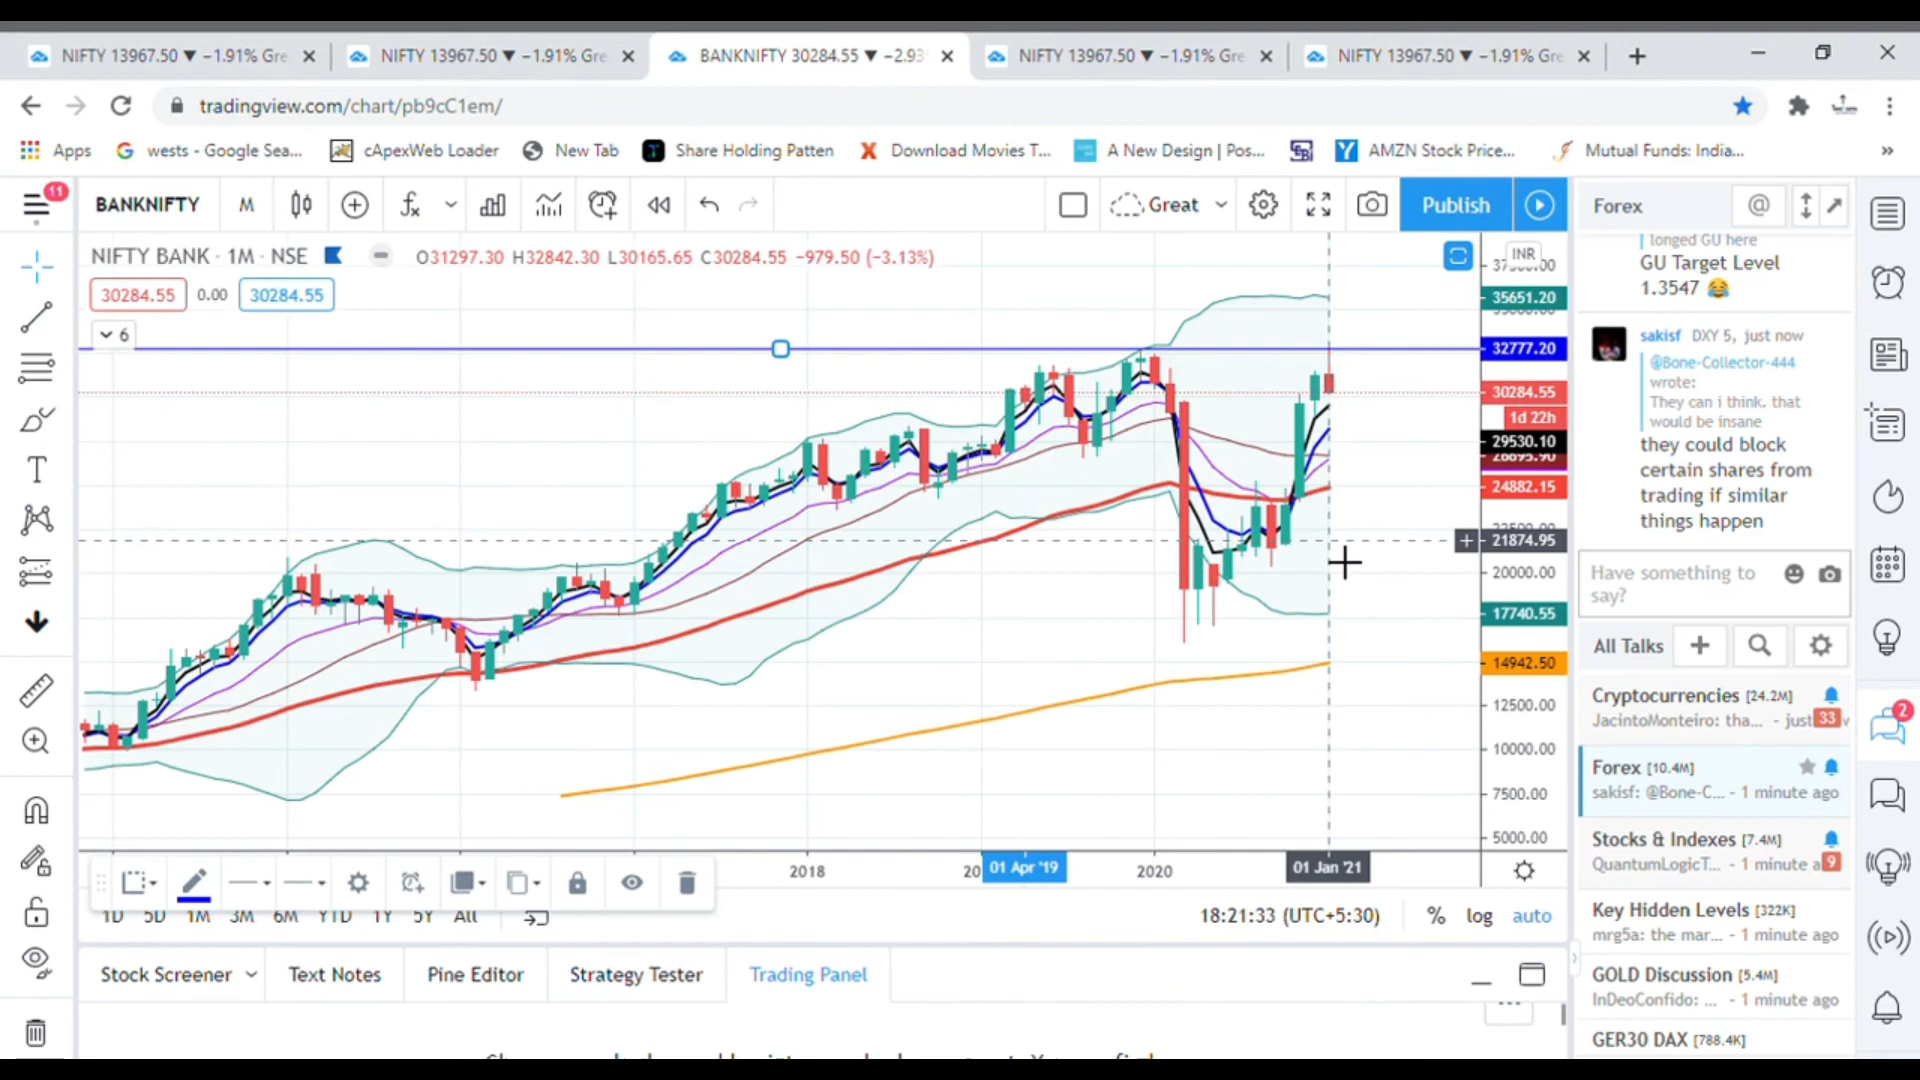 NIFTY 13967.50 ▼ −1.91% Gre
NIFTY 13967.50 ▼ −1.91% Gre
BANKNIFTY 30284.55 ▼ −2.93
NIFTY 13967.50 ▼ −1.91% Gre
NIFTY 13967.50 ▼ −1.91% Gre
tradingview.com/chart/pb9cC1em/
Apps
wests - Google Sea...
cApexWeb Loader
New Tab
Share Holding Patten
Download Movies T...
A New Design | Pos...
AMZN Stock Price...
Mutual Funds: India...
»
11
BANKNIFTY
M
Great
Publish
NIFTY BANK · 1M · NSE
O31297.30 H32842.30 L30165.65 C30284.55 −979.50 (−3.13%)
30284.55 0.00 30284.55
6
INR
35651.20
32777.20
30284.55
1d 22h
29530.10
24882.15
21874.95
20000.00
17740.55
14942.50
12500.00
10000.00
7500.00
5000.00
2018
20
01 Apr '19
2020
01 Jan '21
1D 5D 1M 3M 6M YTD 1Y 5Y All
18:21:33 (UTC+5:30)
% log auto
Stock Screener
Text Notes
Pine Editor
Strategy Tester
Trading Panel
Forex
@
longed GU here
GU Target Level
1.3547
sakisf DXY 5, just now
@Bone-Collector-444
wrote:
They can i think. that
would be insane
they could block
certain shares from
trading if similar
things happen
Have something to
say?
All Talks
Cryptocurrencies [24.2M]
JacintoMonteiro: tha... - just
33
Forex [10.4M]
sakisf: @Bone-C... - 1 minute ago
Stocks & Indexes [7.4M]
QuantumLogicT... - 1 minute a
9
Key Hidden Levels [322K]
mrg5a: the mar... - 1 minute ago
GOLD Discussion [5.4M]
InDeoConfido: ... - 1 minute ago
GER30 DAX [788.4K]
2